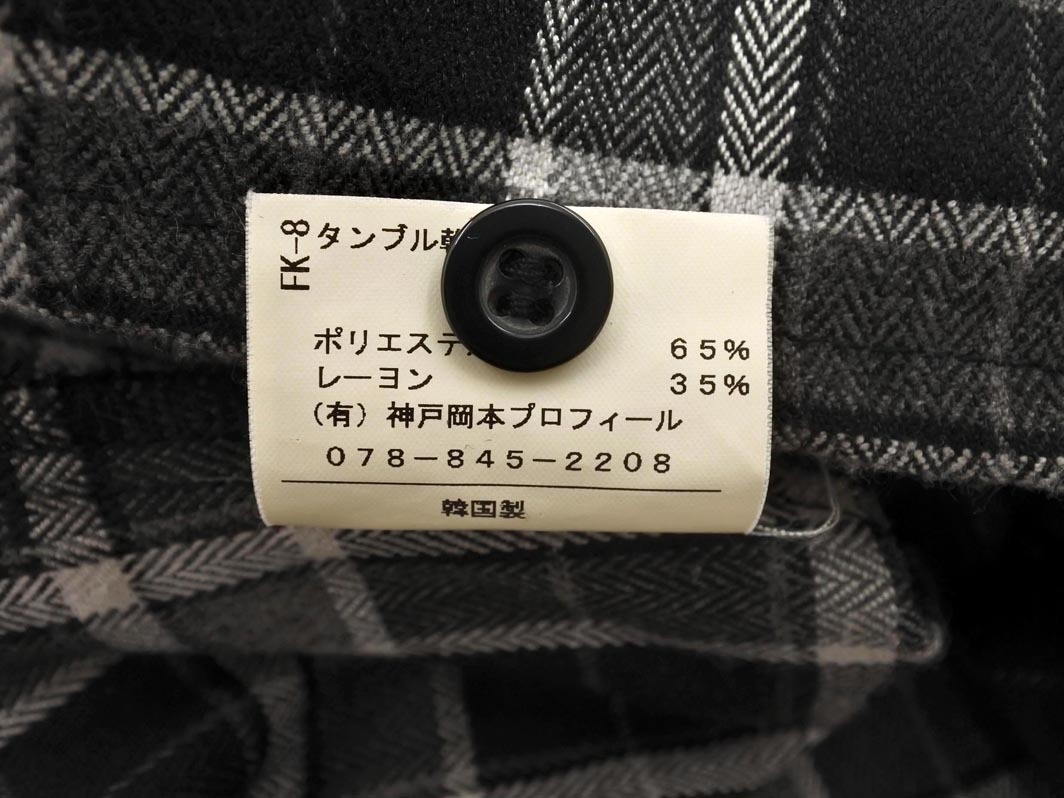 FK-8
タンブル乾
ポリエステ 65%
レーヨン 35%
(有) 神戸岡本プロフィール
078-845-2208
韓国製